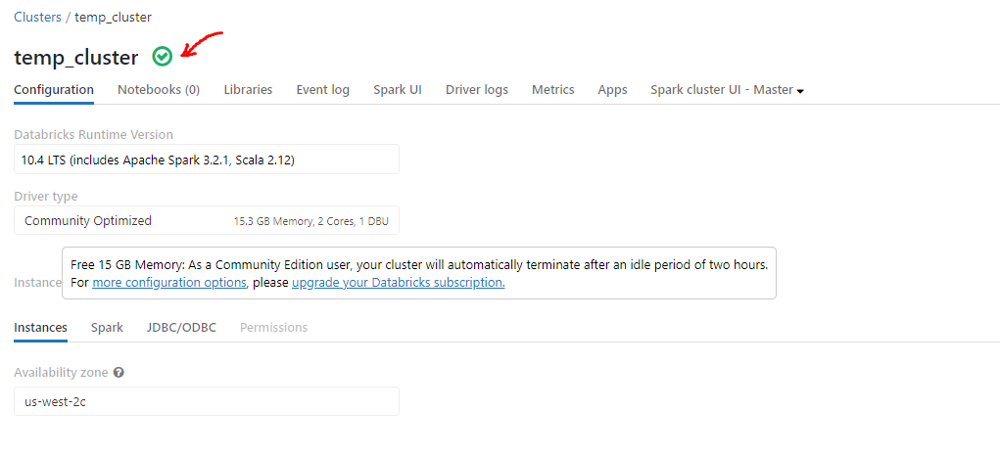 Clusters / temp_cluster
temp_cluster
Configuration Notebooks (0) Libraries Event log Spark UI Driver logs Metrics Apps Spark cluster UI - Master
Databricks Runtime Version
10.4 LTS (includes Apache Spark 3.2.1, Scala 2.12)
Driver type
Community Optimized 15.3 GB Memory, 2 Cores, 1 DBU
Free 15 GB Memory: As a Community Edition user, your cluster will automatically terminate after an idle period of two hours.
Instance For more configuration options, please upgrade your Databricks subscription.
Instances Spark JDBC/ODBC Permissions
Availability zone ?
us-west-2c